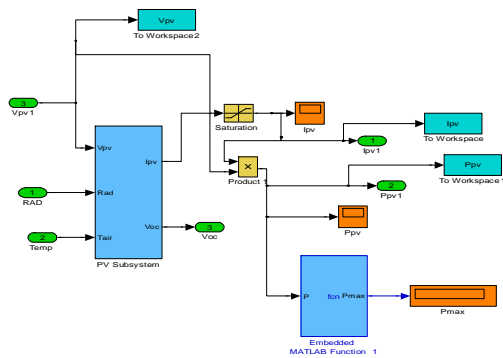 Vpv
To Workspace2
3
Vpv1
Saturation
Ipv
Ipv
To Workspace
1
Ipv1
Vpv
Ipv
Rad
Voc
Tair
PV Subsystem
1
RAD
2
Temp
3
Voc
x
Product 1
Ppv
To Workspace1
2
Ppv1
Ppv
P
fcn
Pmax
Embedded
MATLAB Function 1
Pmax